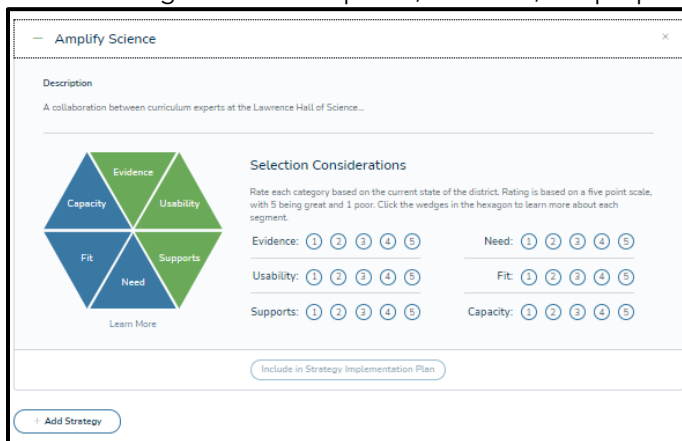 — Amplify Science ×
Description
A collaboration between curriculum experts at the Lawrence Hall of Science...
Evidence
Capacity
Usability
Fit
Supports
Need
Learn More
Selection Considerations
Rate each category based on the current state of the district. Rating is based on a five point scale,
with 5 being great and 1 poor. Click the wedges in the hexagon to learn more about each
segment.
Evidence: 1 2 3 4 5 Need: 1 2 3 4 5
Usability: 1 2 3 4 5 Fit: 1 2 3 4 5
Supports: 1 2 3 4 5 Capacity: 1 2 3 4 5
Include in Strategy Implementation Plan
+ Add Strategy